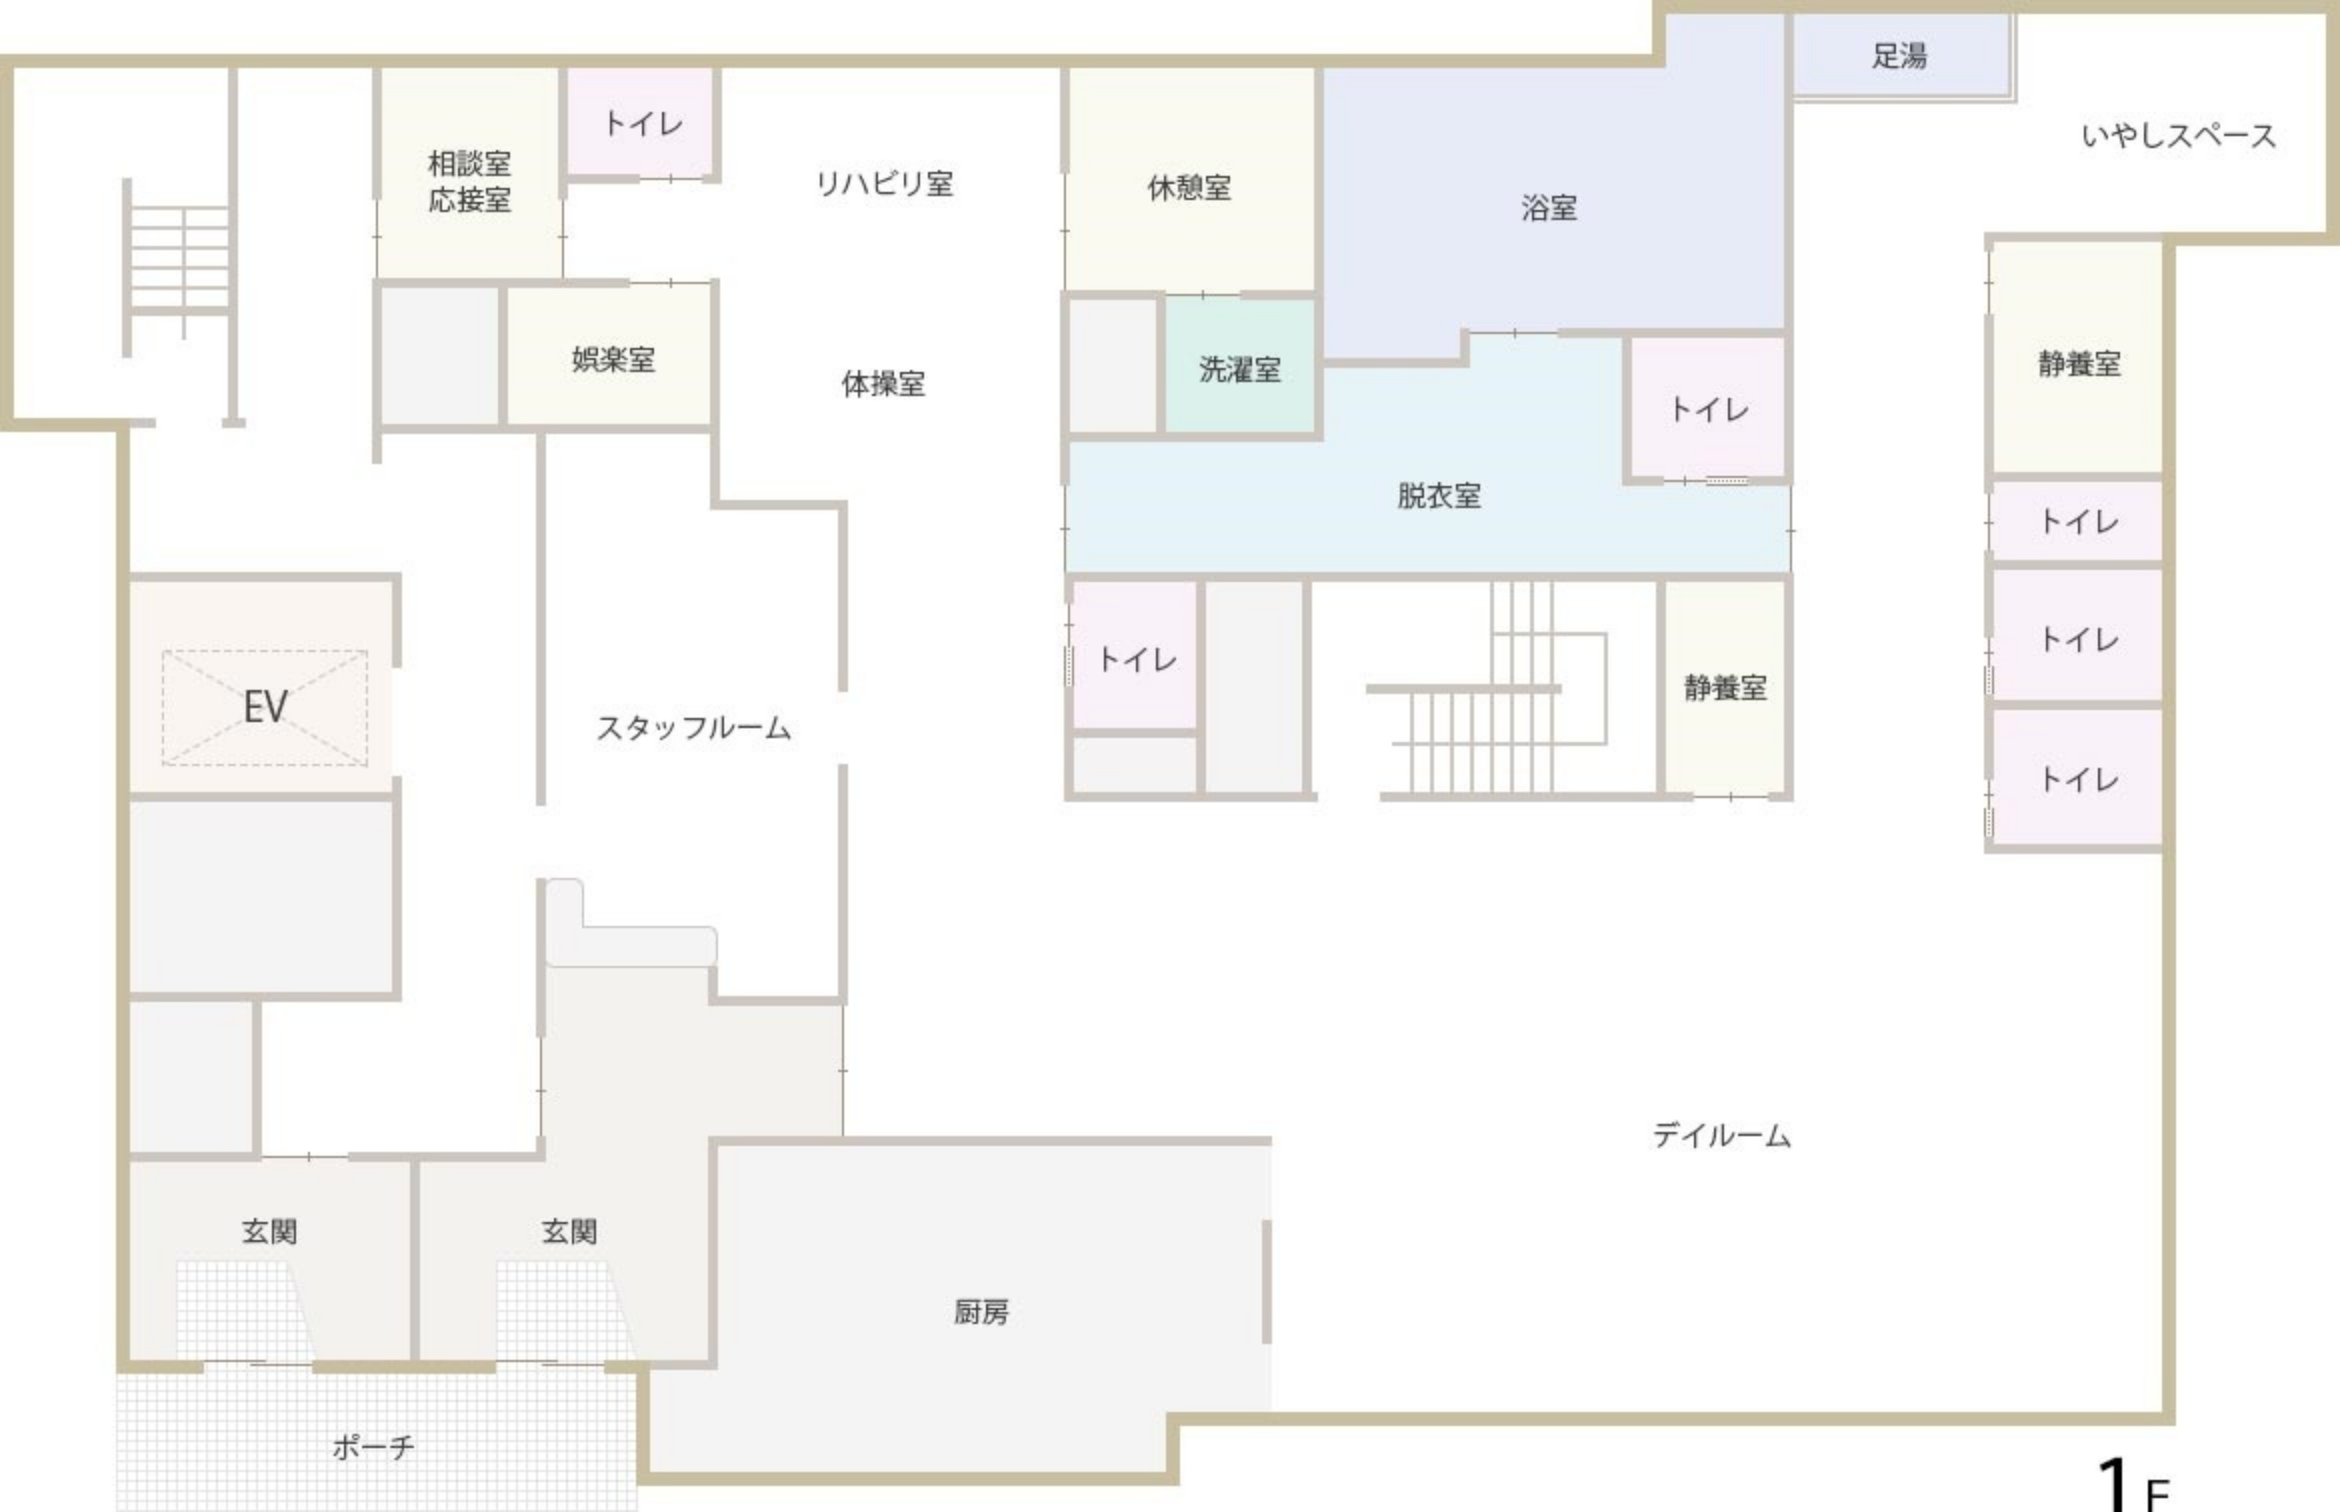 足湯
いやしスペース
相談室
応接室
トイレ
リハビリ室
休憩室
浴室
娯楽室
体操室
洗濯室
トイレ
静養室
脱衣室
トイレ
EV
スタッフルーム
トイレ
静養室
トイレ
トイレ
デイルーム
玄関
玄関
厨房
ポーチ
1F